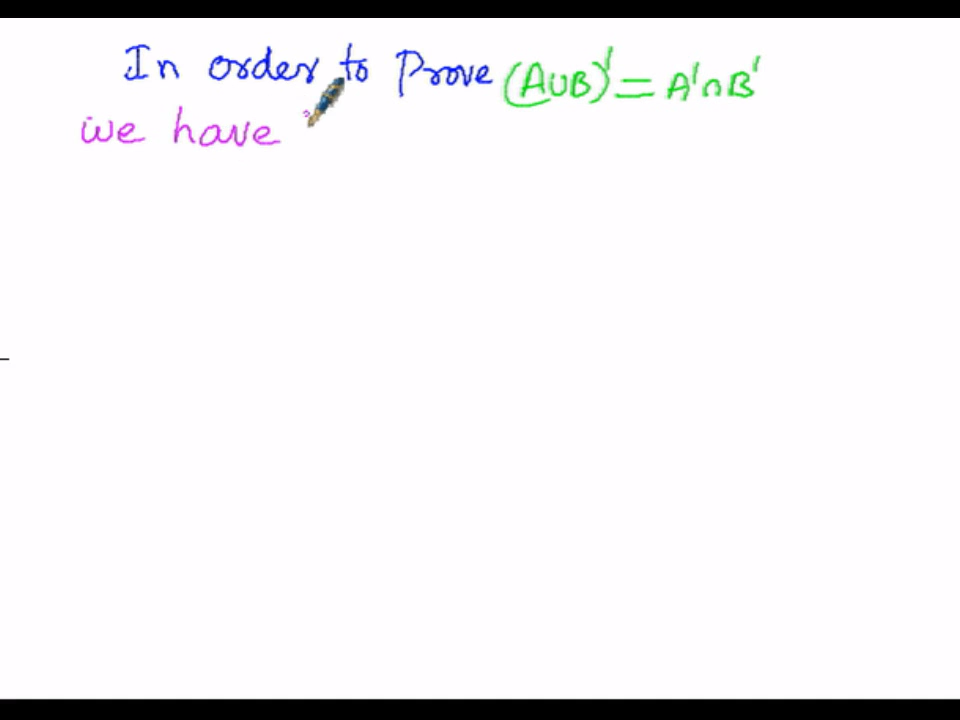 In order to Prove (A∪B)' = A'∩B'
we have